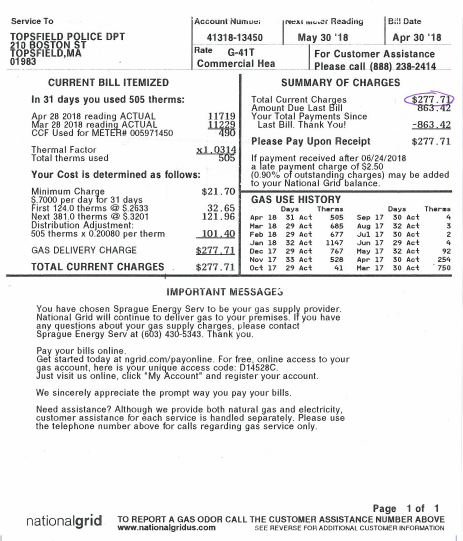 Service To
TOPSFIELD POLICE DPT
210 BOSTON ST
TOPSFIELD,MA
01983
Account Number
41318-13450
Next Meter Reading
May 30 '18
Bill Date
Apr 30 '18
Rate G-41T
Commercial Hea
For Customer Assistance
Please call (888) 238-2414
CURRENT BILL ITEMIZED
In 31 days you used 505 therms:
Apr 28 2018 reading ACTUAL 11719
Mar 28 2018 reading ACTUAL 11229
CCF Used for METER# 005971450 490
Thermal Factor x1.0314
Total therms used 505
Your Cost is determined as follows:
Minimum Charge $21.70
$.7000 per day for 31 days
First 124.0 therms @ $.2633 32.65
Next 381.0 therms @ $.3201 121.96
Distribution Adjustment:
505 therms x 0.20080 per therm 101.40
GAS DELIVERY CHARGE $277.71
TOTAL CURRENT CHARGES $277.71
SUMMARY OF CHARGES
Total Current Charges $277.71
Amount Due Last Bill 863.42
Your Total Payments Since
Last Bill. Thank You! -863.42
Please Pay Upon Receipt $277.71
If payment received after 06/24/2018
a late payment charge of $2.50
(0.90% of outstanding charges) may be added
to your National Grid balance.
GAS USE HISTORY
Days Therms Days Therms
Apr 18 31 Act 505 Sep 17 30 Act 4
Mar 18 29 Act 685 Aug 17 32 Act 3
Feb 18 29 Act 677 Jul 17 30 Act 2
Jan 18 32 Act 1147 Jun 17 29 Act 4
Dec 17 29 Act 767 May 17 32 Act 92
Nov 17 33 Act 528 Apr 17 30 Act 254
Oct 17 29 Act 41 Mar 17 30 Act 750
IMPORTANT MESSAGES
You have chosen Sprague Energy Serv to be your gas supply provider.
National Grid will continue to deliver gas to your premises. If you have
any questions about your gas supply charges, please contact
Sprague Energy Serv at (603) 430-5343. Thank you.
Pay your bills online.
Get started today at ngrid.com/payonline. For free, online access to your
gas account, here is your unique access code: D14528C.
Just visit us online, click "My Account" and register your account.
We sincerely appreciate the prompt way you pay your bills.
Need assistance? Although we provide both natural gas and electricity,
customer assistance for each service is handled separately. Please use
the telephone number above for calls regarding gas service only.
Page 1 of 1
nationalgrid
TO REPORT A GAS ODOR CALL THE CUSTOMER ASSISTANCE NUMBER ABOVE
www.nationalgridus.com SEE REVERSE FOR ADDITIONAL CUSTOMER INFORMATION